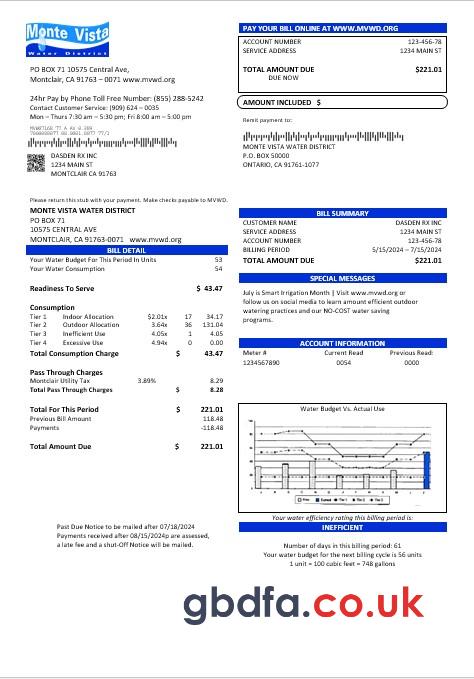 Monte Vista
Water District
PO BOX 71 10575 Central Ave,
Montclair, CA 91763 – 0071 www.mvwd.org
24hr Pay by Phone Toll Free Number: (855) 288-5242
Contact Customer Service: (909) 624 – 0035
Mon – Thurs 7:30 am – 5:30 pm; Fri 8:00 am – 5:00 pm
DASDEN RX INC
1234 MAIN ST
MONTCLAIR CA 91763
PAY YOUR BILL ONLINE AT WWW.MVWD.ORG
ACCOUNT NUMBER 123-456-78
SERVICE ADDRESS 1234 MAIN ST
TOTAL AMOUNT DUE $221.01
DUE NOW
AMOUNT INCLUDED $
Remit payment to:
MONTE VISTA WATER DISTRICT
P.O. BOX 50000
ONTARIO, CA 91761-1077
Please return this stub with your payment. Make checks payable to MVWD.
MONTE VISTA WATER DISTRICT
PO BOX 71
10575 CENTRAL AVE
MONTCLAIR, CA 91763-0071 www.mvwd.org
BILL DETAIL
Your Water Budget For This Period In Units 53
Your Water Consumption 54
Readiness To Serve $ 43.47
Consumption
Tier 1 Indoor Allocation $2.01x 17 34.17
Tier 2 Outdoor Allocation 3.64x 36 131.04
Tier 3 Inefficient Use 4.05x 1 4.05
Tier 4 Excessive Use 4.94x 0 0.00
Total Consumption Charge $ 43.47
Pass Through Charges
Montclair Utility Tax 3.89% 8.29
Total Pass Through Charges $ 8.28
Total For This Period $ 221.01
Previous Bill Amount 118.48
Payments -118.48
Total Amount Due $ 221.01
BILL SUMMARY
CUSTOMER NAME DASDEN RX INC
SERVICE ADDRESS 1234 MAIN ST
ACCOUNT NUMBER 123-456-78
BILLING PERIOD 5/15/2024 – 7/15/2024
TOTAL AMOUNT DUE $221.01
SPECIAL MESSAGES
July is Smart Irrigation Month | Visit www.mvwd.org or
follow us on social media to learn amount efficient outdoor
watering practices and our NO-COST water saving
programs.
ACCOUNT INFORMATION
Meter # Current Read Previous Read:
1234567890 0054 0000
Water Budget Vs. Actual Use
Your water efficiency rating this billing period is:
INEFFICIENT
Number of days in this billing period: 61
Your water budget for the next billing cycle is 56 units
1 unit = 100 cubic feet = 748 gallons
Past Due Notice to be mailed after 07/18/2024
Payments received after 08/15/2024p are assessed,
a late fee and a shut-Off Notice will be mailed.
gbdfa.co.uk